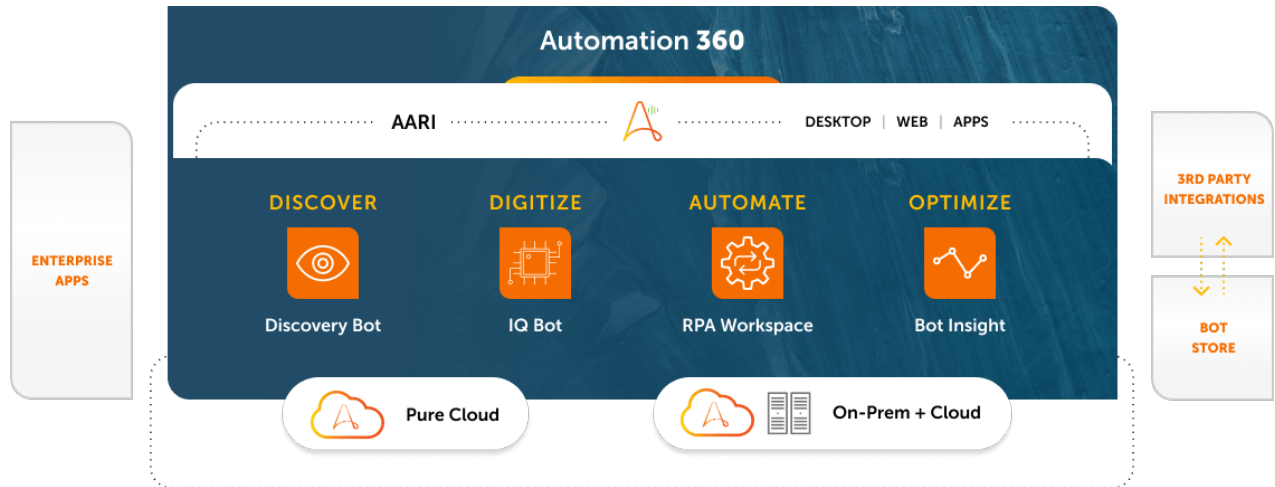 Automation 360
AARI
DESKTOP | WEB | APPS
ENTERPRISE
APPS
DISCOVER
Discovery Bot
DIGITIZE
IQ Bot
AUTOMATE
RPA Workspace
OPTIMIZE
Bot Insight
3RD PARTY
INTEGRATIONS
BOT
STORE
Pure Cloud
On-Prem + Cloud